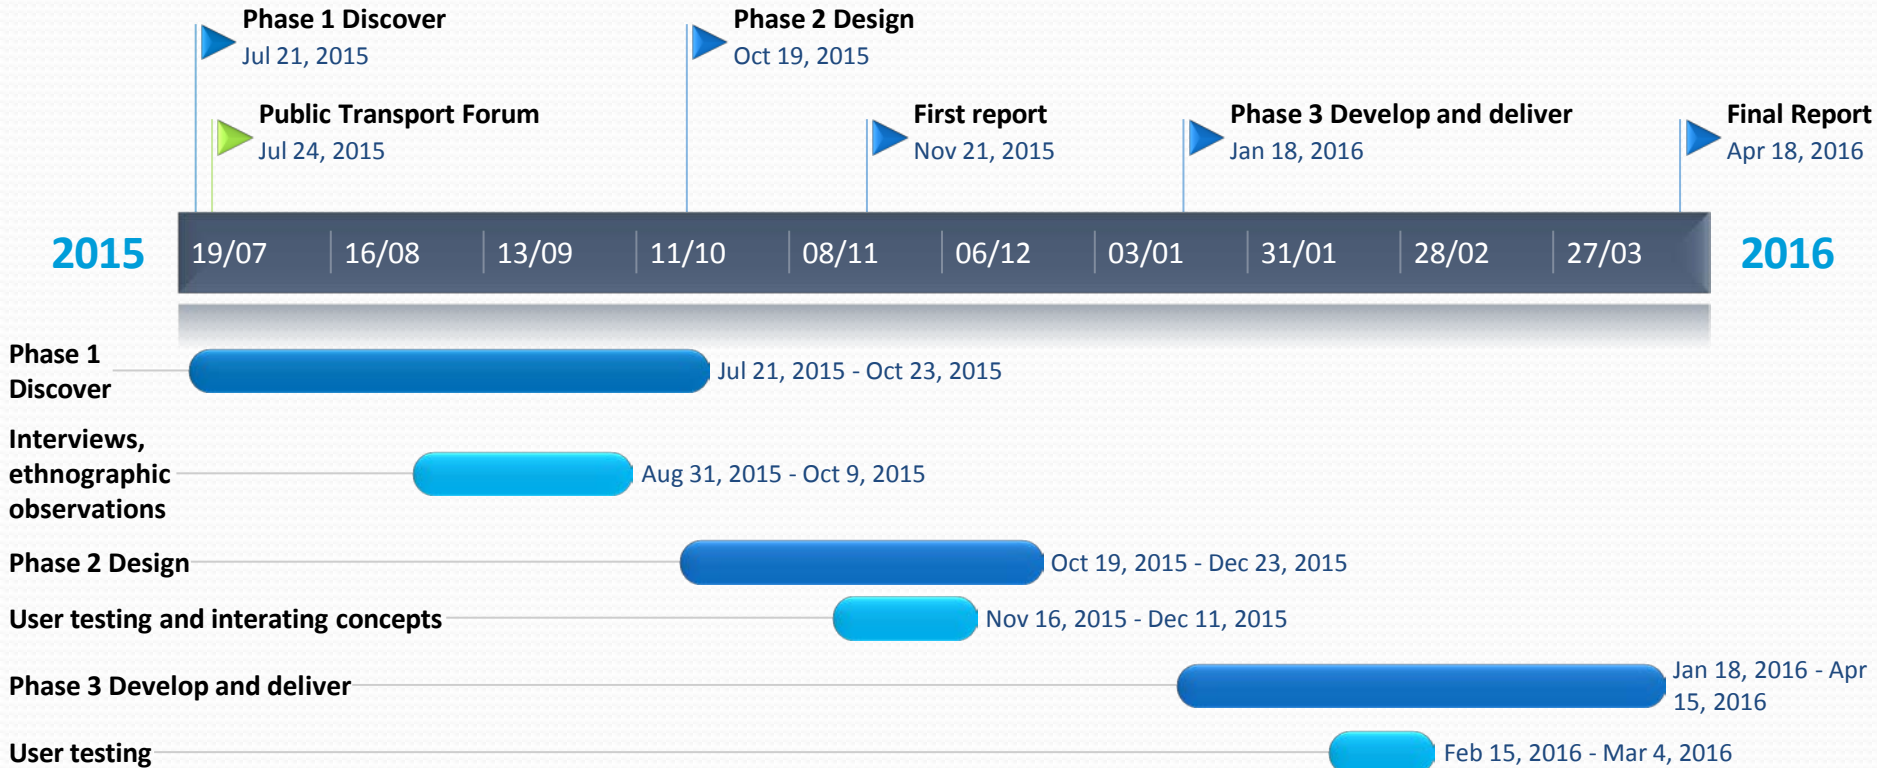 Phase 1 Discover
Jul 21, 2015
Phase 2 Design
Oct 19, 2015
Public Transport Forum
Jul 24, 2015
First report
Nov 21, 2015
Phase 3 Develop and deliver
Jan 18, 2016
Final Report
Apr 18, 2016
2015
19/07
16/08
13/09
11/10
08/11
06/12
03/01
31/01
28/02
27/03
2016
Phase 1
Discover
Jul 21, 2015 - Oct 23, 2015
Interviews,
ethnographic
observations
Aug 31, 2015 - Oct 9, 2015
Phase 2 Design
Oct 19, 2015 - Dec 23, 2015
User testing and interating concepts
Nov 16, 2015 - Dec 11, 2015
Phase 3 Develop and deliver
Jan 18, 2016 - Apr
15, 2016
User testing
Feb 15, 2016 - Mar 4, 2016